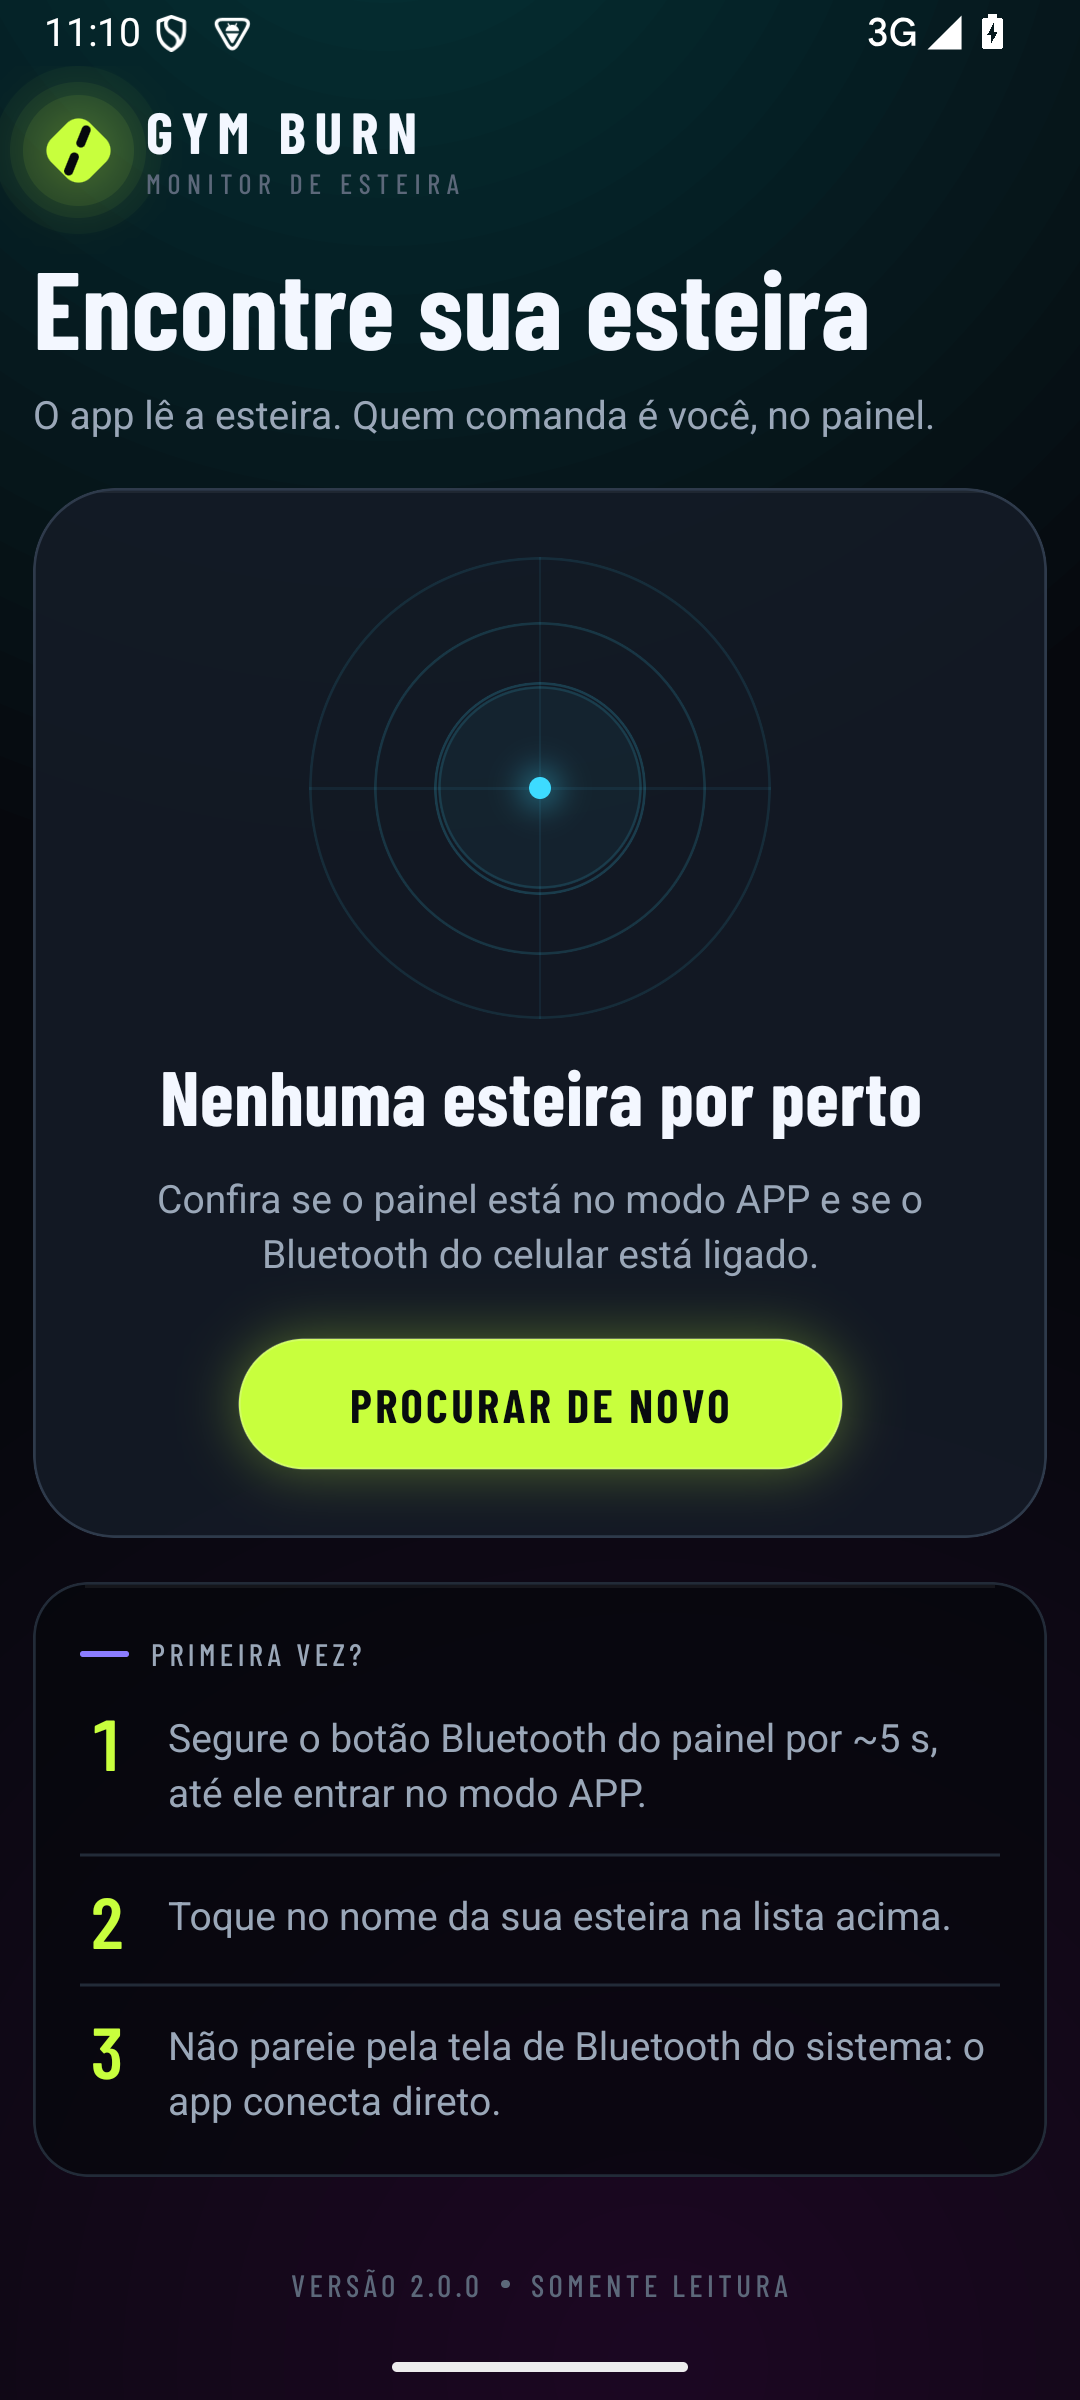 11:10
3G
GYM BURN
MONITOR DE ESTEIRA
Encontre sua esteira
O app lê a esteira. Quem comanda é você, no painel.
Nenhuma esteira por perto
Confira se o painel está no modo APP e se o
Bluetooth do celular está ligado.
PROCURAR DE NOVO
PRIMEIRA VEZ?
1 Segure o botão Bluetooth do painel por ~5 s,
até ele entrar no modo APP.
2 Toque no nome da sua esteira na lista acima.
3 Não pareie pela tela de Bluetooth do sistema: o
app conecta direto.
VERSÃO 2.0.0 • SOMENTE LEITURA